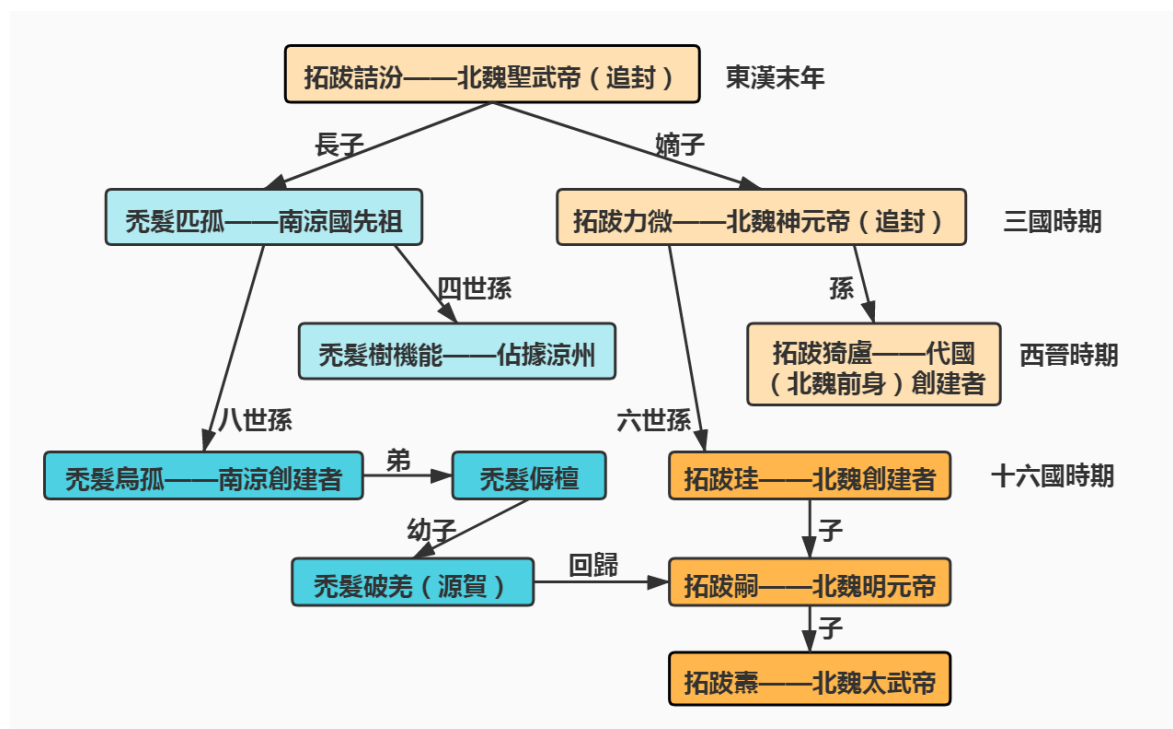 拓跋詰汾——北魏聖武帝（追封）
東漢末年
長子
嫡子
禿髮匹孤——南涼國先祖
拓跋力微——北魏神元帝（追封）
三國時期
四世孫
孫
禿髮樹機能——佔據涼州
拓跋猗盧——代國
（北魏前身）創建者
西晉時期
八世孫
六世孫
禿髮烏孤——南涼創建者
弟
禿髮傉檀
拓跋珪——北魏創建者
十六國時期
幼子
子
禿髮破羌（源賀）
回歸
拓跋嗣——北魏明元帝
子
拓跋燾——北魏太武帝